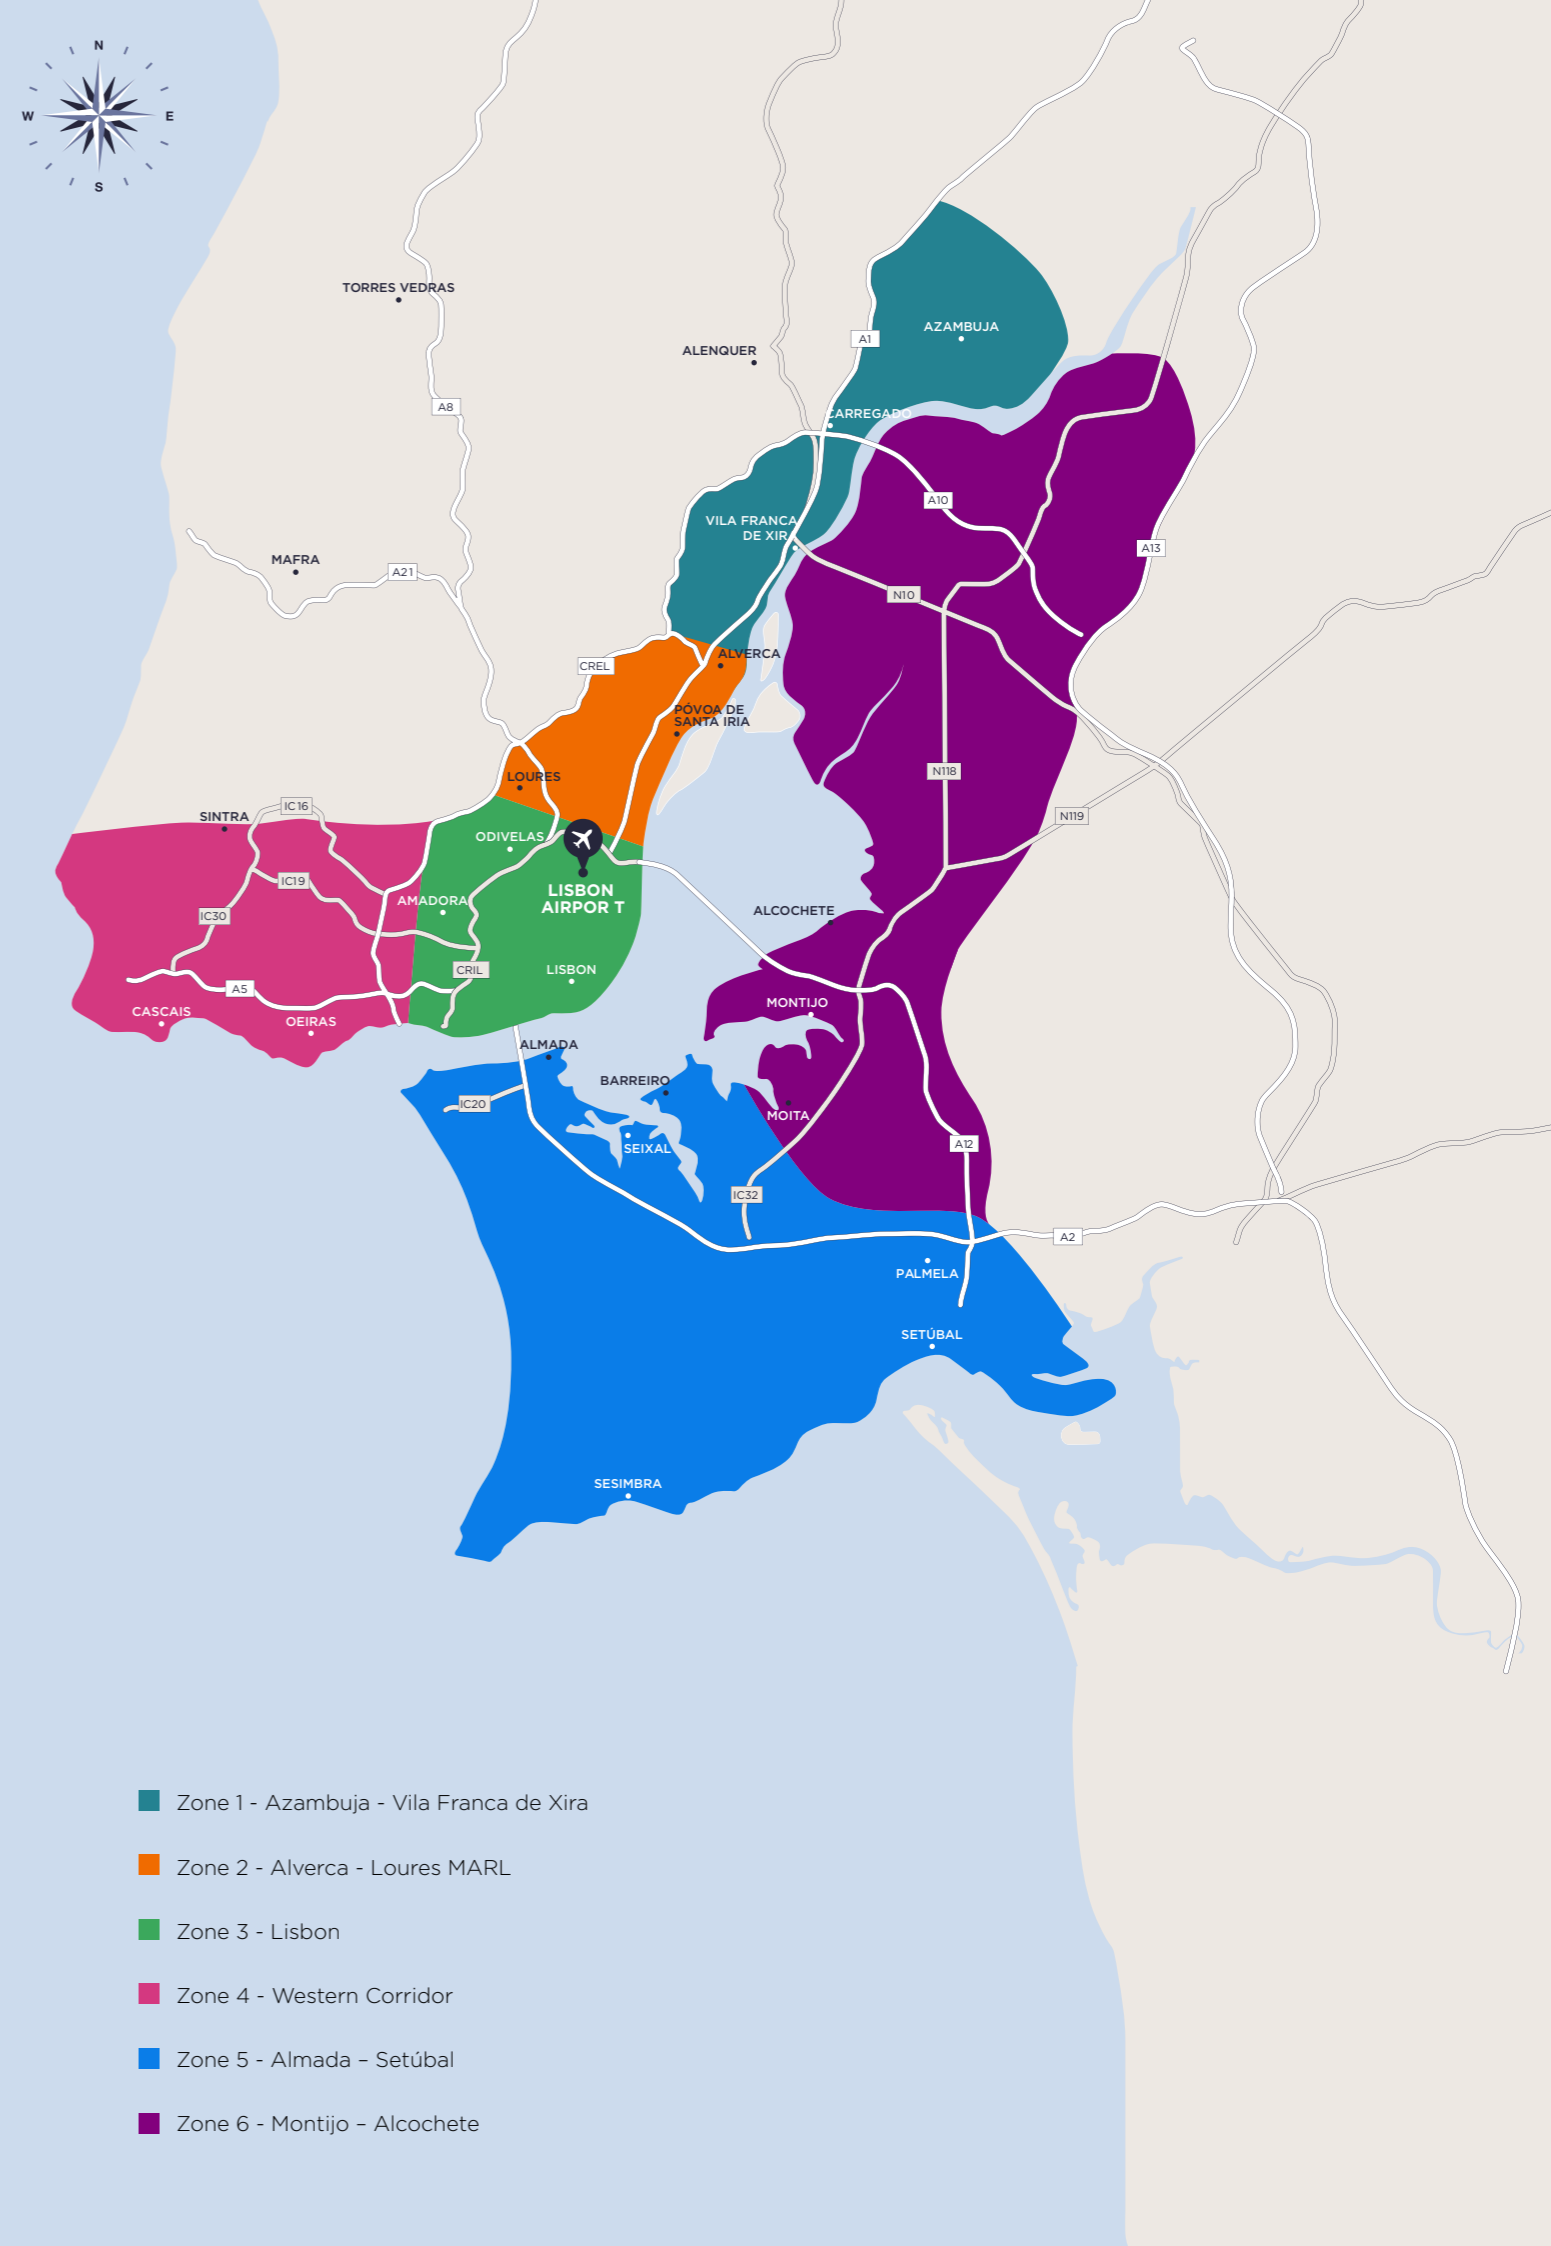 N
W
E
S
TORRES VEDRAS
AZAMBUJA
A1
ALENQUER
A8
CARREGADO
A10
VILA FRANCA
DE XIRA
A13
MAFRA
A21
N10
ALVERCA
CREL
PÓVOA DE
SANTA IRIA
LOURES
N118
IC16
SINTRA
N119
ODIVELAS
IC19
LISBON
AIRPOR T
AMADORA
ALCOCHETE
IC30
CRIL
LISBON
A5
MONTIJO
CASCAIS
OEIRAS
ALMADA
BARREIRO
IC20
MOITA
SEIXAL
A12
IC32
A2
PALMELA
SETÚBAL
SESIMBRA
Zone 1 - Azambuja - Vila Franca de Xira
Zone 2 - Alverca - Loures MARL
Zone 3 - Lisbon
Zone 4 - Western Corridor
Zone 5 - Almada – Setúbal
Zone 6 - Montijo – Alcochete